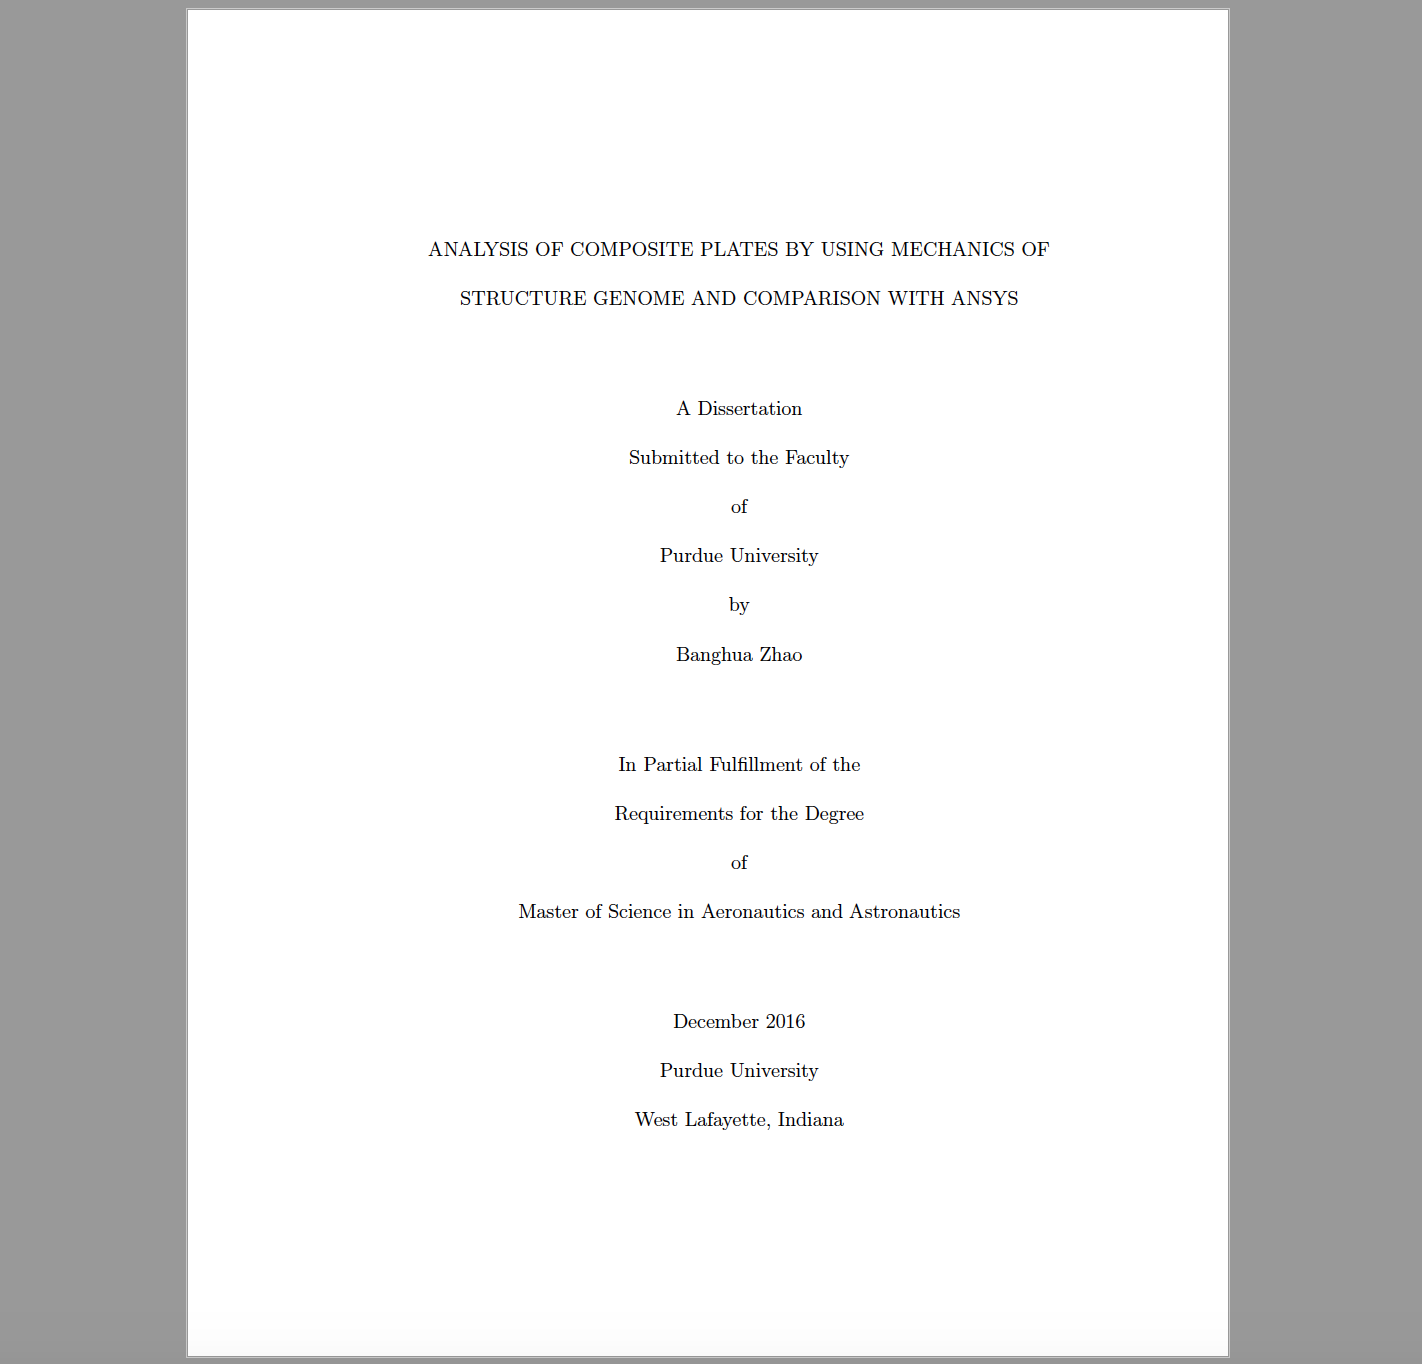 ANALYSIS OF COMPOSITE PLATES BY USING MECHANICS OF
STRUCTURE GENOME AND COMPARISON WITH ANSYS
A Dissertation
Submitted to the Faculty
of
Purdue University
by
Banghua Zhao
In Partial Fulfillment of the
Requirements for the Degree
of
Master of Science in Aeronautics and Astronautics
December 2016
Purdue University
West Lafayette, Indiana